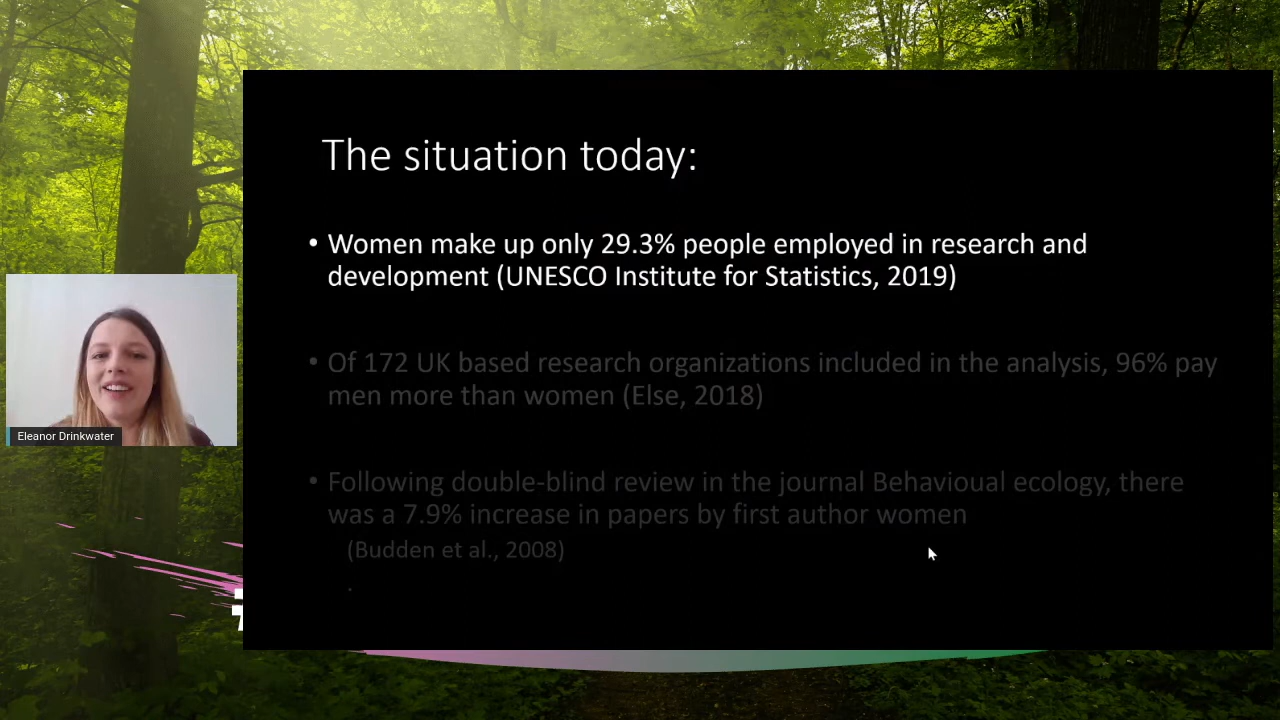 The situation today:
• Women make up only 29.3% people employed in research and
development (UNESCO Institute for Statistics, 2019)
• Of 172 UK based research organizations included in the analysis, 96% pay
men more than women (Else, 2018)
• Following double-blind review in the journal Behavioual ecology, there
was a 7.9% increase in papers by first author women
(Budden et al., 2008)
.
Eleanor Drinkwater